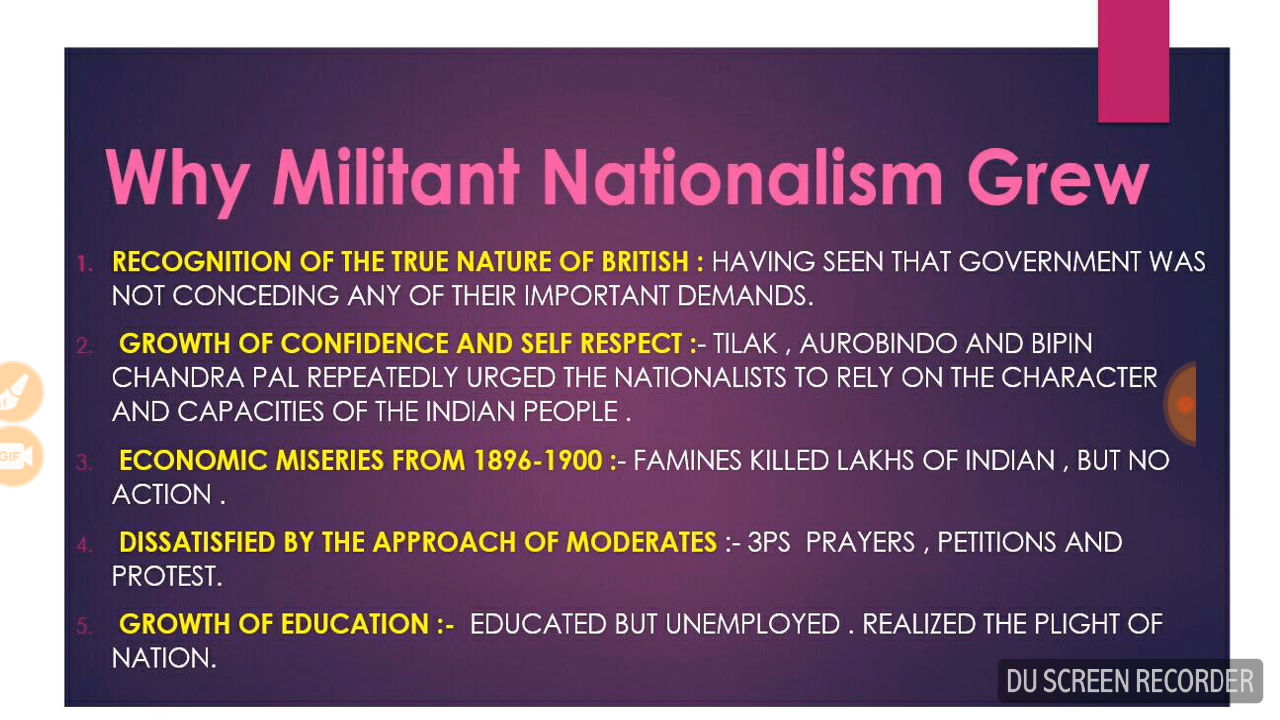 Why Militant Nationalism Grew
1. RECOGNITION OF THE TRUE NATURE OF BRITISH : HAVING SEEN THAT GOVERNMENT WAS
NOT CONCEDING ANY OF THEIR IMPORTANT DEMANDS.
2. GROWTH OF CONFIDENCE AND SELF RESPECT :- TILAK , AUROBINDO AND BIPIN
CHANDRA PAL REPEATEDLY URGED THE NATIONALISTS TO RELY ON THE CHARACTER
AND CAPACITIES OF THE INDIAN PEOPLE .
3. ECONOMIC MISERIES FROM 1896-1900 :- FAMINES KILLED LAKHS OF INDIAN , BUT NO
ACTION .
4. DISSATISFIED BY THE APPROACH OF MODERATES :- 3PS PRAYERS , PETITIONS AND
PROTEST.
5. GROWTH OF EDUCATION :- EDUCATED BUT UNEMPLOYED . REALIZED THE PLIGHT OF
NATION.
GIF
DU SCREEN RECORDER